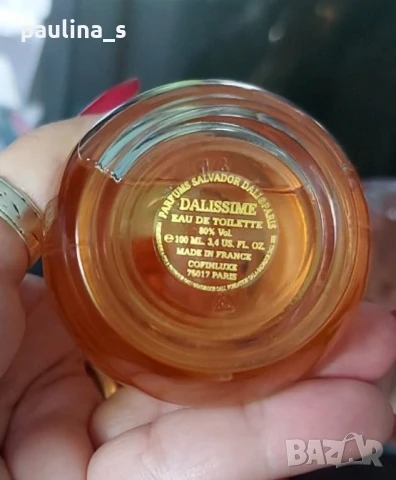 paulina_s
PARFUMS SALVADOR DALI PARIS
DALISSIME
EAU DE TOILETTE
80% Vol.
e 100 ML. 3,4 US. FL. OZ.
MADE IN FRANCE
COFINLUXE
75017 PARIS
BAZAR